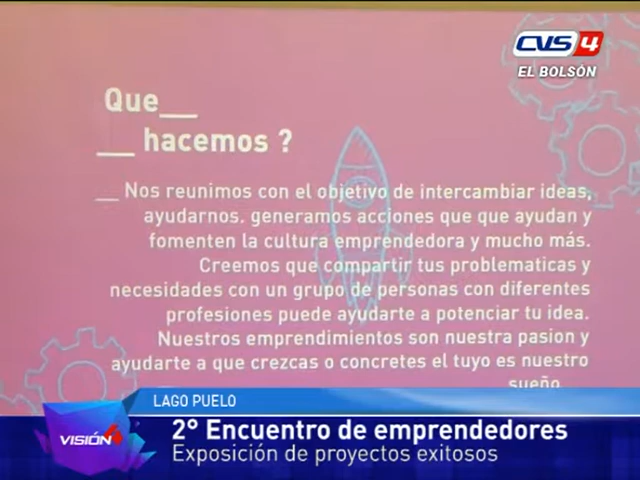 CVS 4
EL BOLSÓN
Que__
__ hacemos ?
__ Nos reunimos con el objetivo de intercambiar ideas,
ayudarnos. generamos acciones que que ayudan y
fomenten la cultura emprendedora y mucho más.
Creemos que compartir tus problematicas y
necesidades con un grupo de personas con diferentes
profesiones puede ayudarte a potenciar tu idea.
Nuestros emprendimientos son nuestra pasion y
ayudarte a que crezcas o concretes el tuyo es nuestro
sueño.
LAGO PUELO
VISIÓN 4
2° Encuentro de emprendedores
Exposición de proyectos exitosos